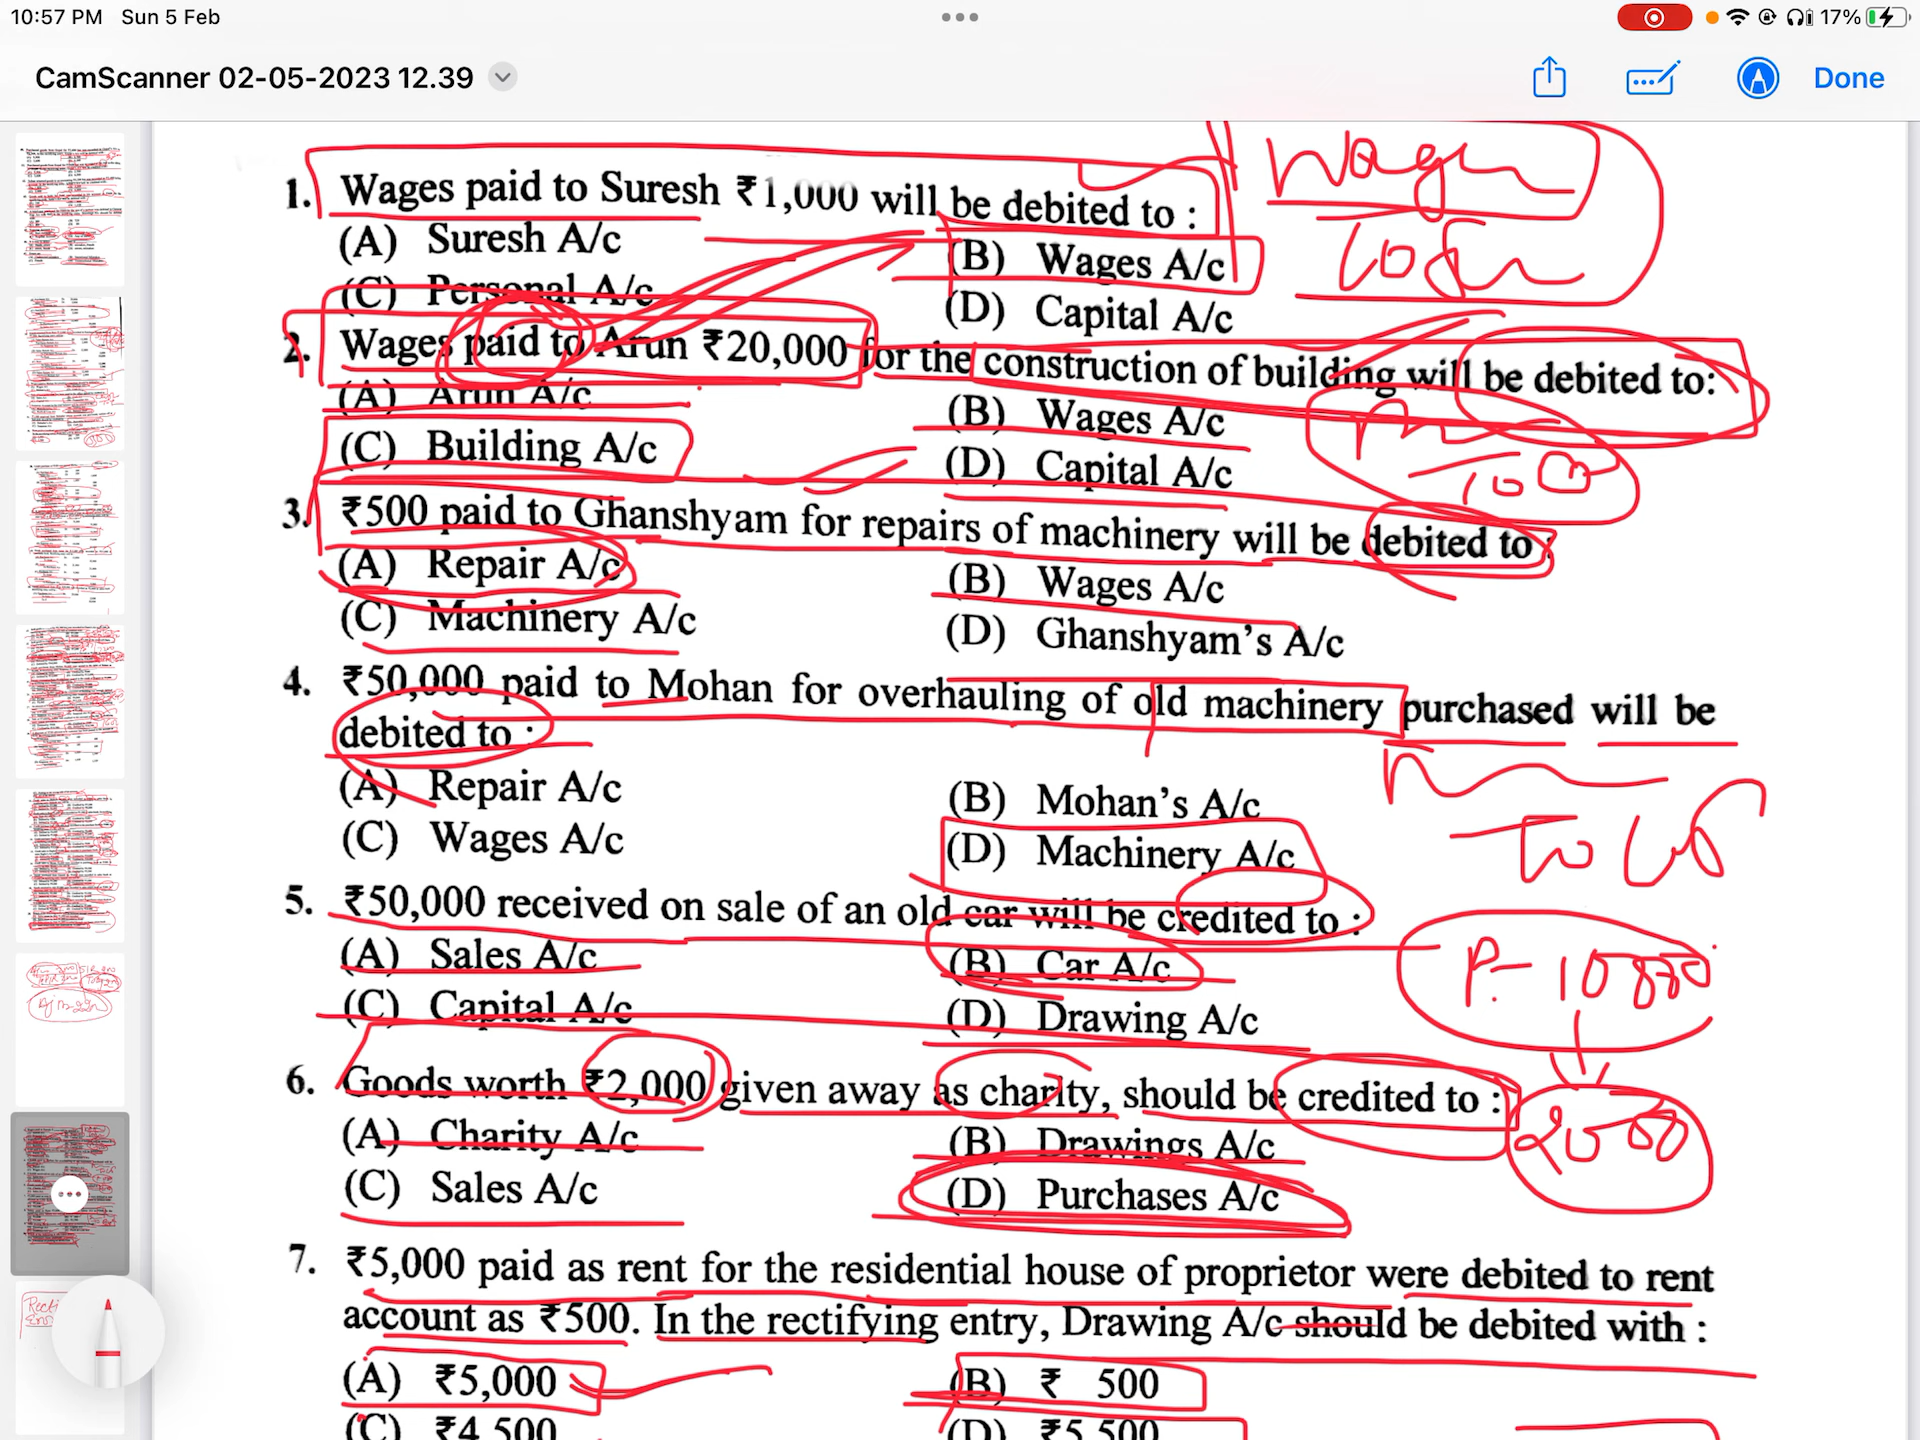 10:57 PM Sun 5 Feb
17%
CamScanner 02-05-2023 12.39
Done
1. Wages paid to Suresh ₹1,000 will be debited to :
(A) Suresh A/c
(B) Wages A/c
(C) Personal A/c
(D) Capital A/c
2. Wages paid to Arun ₹20,000 for the construction of building will be debited to:
(A) Arun A/c
(B) Wages A/c
(C) Building A/c
(D) Capital A/c
3. ₹500 paid to Ghanshyam for repairs of machinery will be debited to :
(A) Repair A/c
(B) Wages A/c
(C) Machinery A/c
(D) Ghanshyam's A/c
4. ₹50,000 paid to Mohan for overhauling of old machinery purchased will be
debited to :
(A) Repair A/c
(B) Mohan's A/c
(C) Wages A/c
(D) Machinery A/c
To
5. ₹50,000 received on sale of an old car will be credited to :
(A) Sales A/c
(B) Car A/c
(C) Capital A/c
(D) Drawing A/c
6. Goods worth ₹2,000 given away as charity, should be credited to :
(A) Charity A/c
(B) Drawings A/c
(C) Sales A/c
(D) Purchases A/c
7. ₹5,000 paid as rent for the residential house of proprietor were debited to rent
account as ₹500. In the rectifying entry, Drawing A/c should be debited with :
(A) ₹5,000
(B) ₹ 500
(C) ₹4,500
(D) ₹5,500